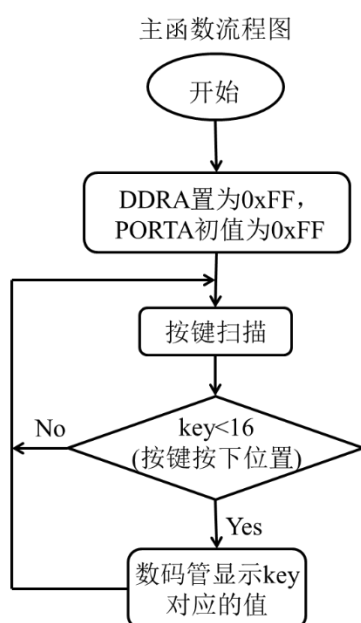 主函数流程图
开始
DDRA置为0xFF，
PORTA初值为0xFF
按键扫描
No
key<16
(按键按下位置)
Yes
数码管显示key
对应的值